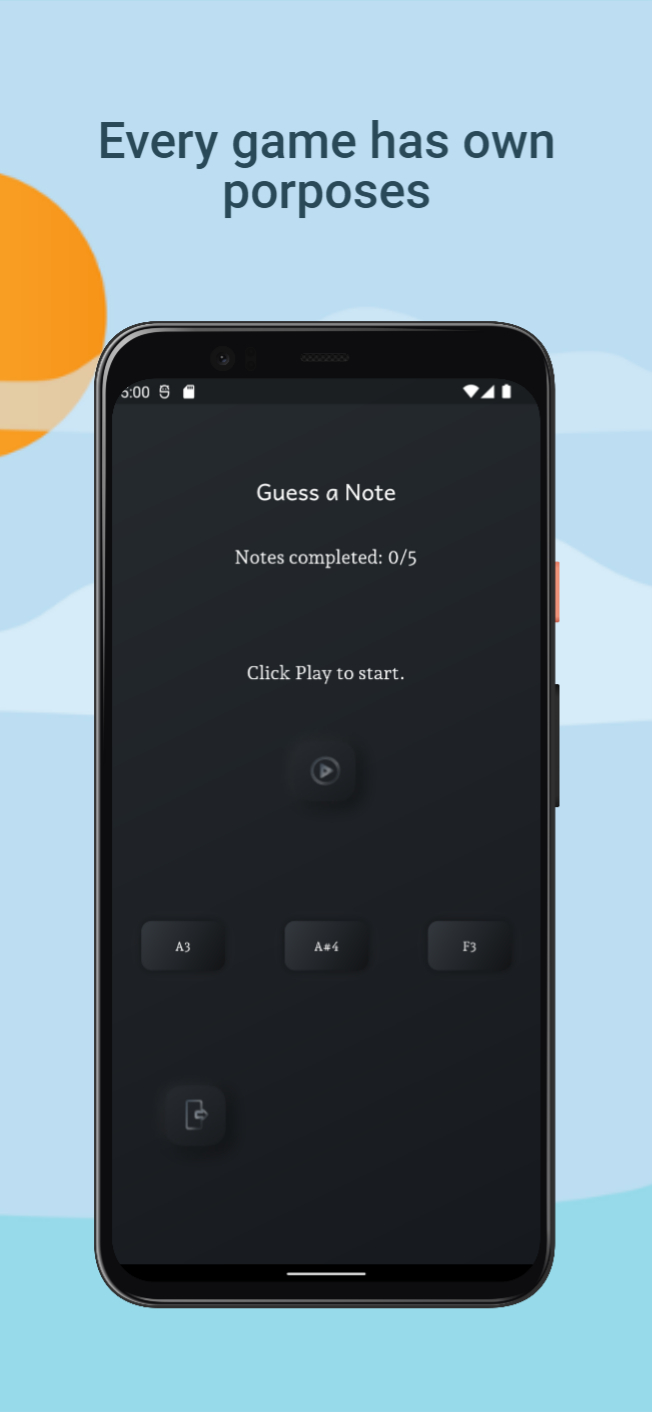 Every game has own
porposes
5:00
Guess a Note
Notes completed: 0/5
Click Play to start.
A3 A#4 F3